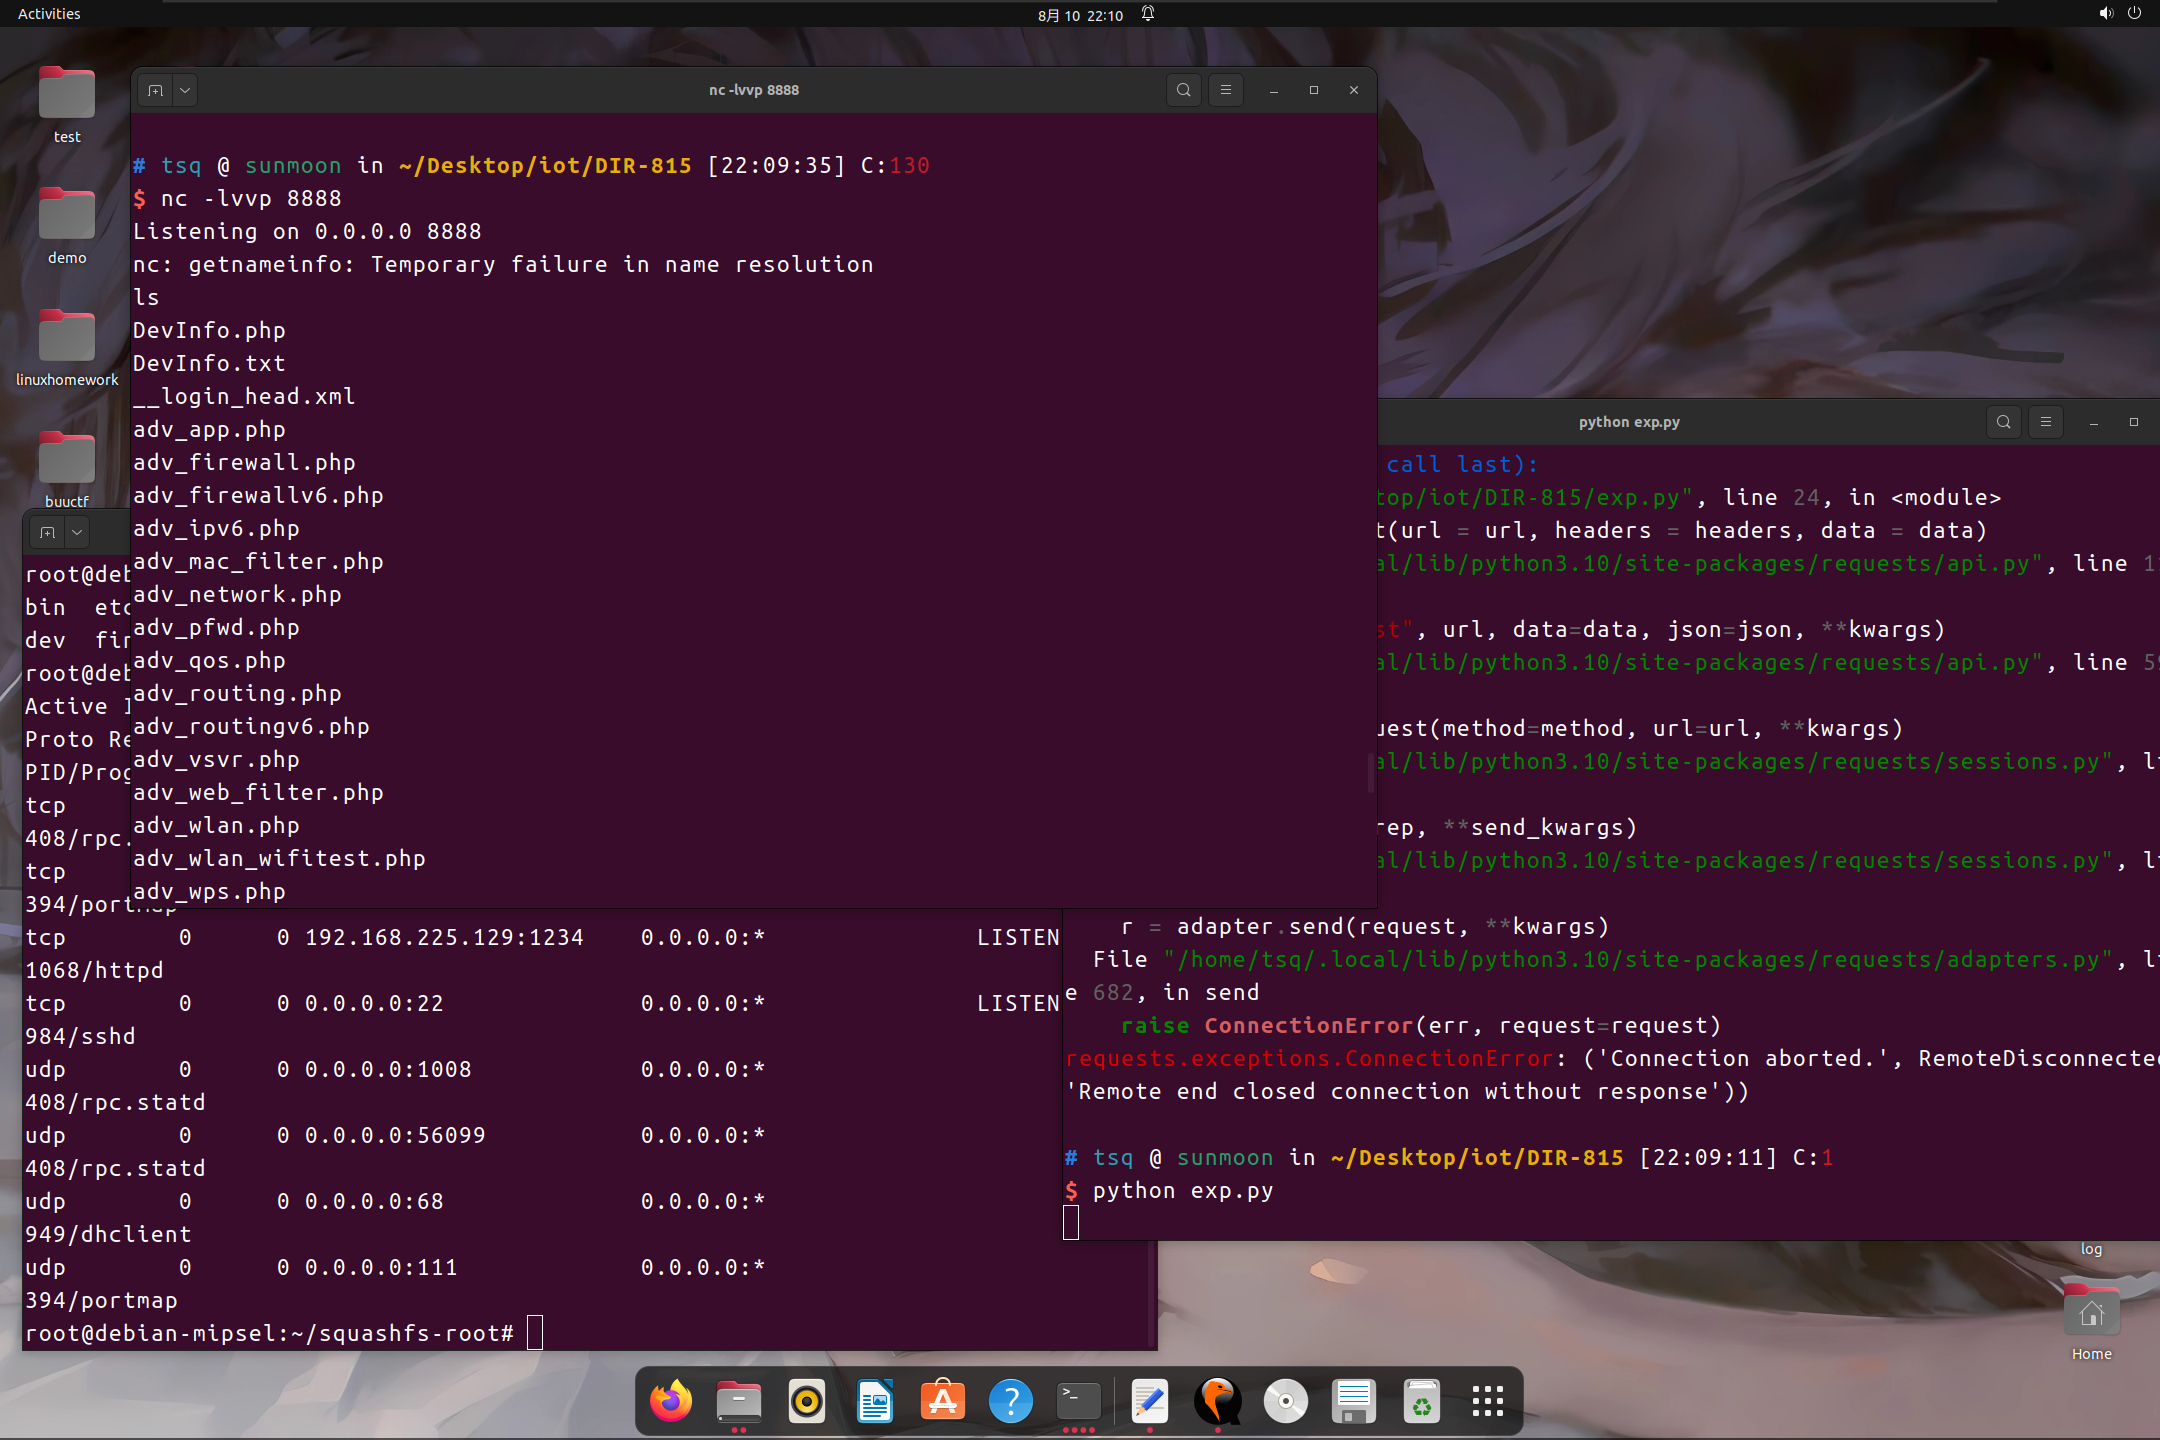 Activities
8月 10 22:10
test
demo
linuxhomework
buuctf
nc -lvvp 8888
# tsq @ sunmoon in ~/Desktop/iot/DIR-815 [22:09:35] C:130
$ nc -lvvp 8888
Listening on 0.0.0.0 8888
nc: getnameinfo: Temporary failure in name resolution
ls
DevInfo.php
DevInfo.txt
__login_head.xml
adv_app.php
adv_firewall.php
adv_firewallv6.php
adv_ipv6.php
adv_mac_filter.php
adv_network.php
adv_pfwd.php
adv_qos.php
adv_routing.php
adv_routingv6.php
adv_vsvr.php
adv_web_filter.php
adv_wlan.php
adv_wlan_wifitest.php
adv_wps.php
root@deb
bin etc
dev fir
root@deb
Active I
Proto Re
PID/Prog
tcp
408/rpc.
tcp
394/portmap
tcp 0 0 192.168.225.129:1234 0.0.0.0:* LISTEN
1068/httpd
tcp 0 0 0.0.0.0:22 0.0.0.0:* LISTEN
984/sshd
udp 0 0 0.0.0.0:1008 0.0.0.0:*
408/rpc.statd
udp 0 0 0.0.0.0:56099 0.0.0.0:*
408/rpc.statd
udp 0 0 0.0.0.0:68 0.0.0.0:*
949/dhclient
udp 0 0 0.0.0.0:111 0.0.0.0:*
394/portmap
root@debian-mipsel:~/squashfs-root#
python exp.py
call last):
top/iot/DIR-815/exp.py", line 24, in <module>
t(url = url, headers = headers, data = data)
al/lib/python3.10/site-packages/requests/api.py", line 1
st", url, data=data, json=json, **kwargs)
al/lib/python3.10/site-packages/requests/api.py", line 5
uest(method=method, url=url, **kwargs)
al/lib/python3.10/site-packages/requests/sessions.py", li
rep, **send_kwargs)
al/lib/python3.10/site-packages/requests/sessions.py", li
r = adapter.send(request, **kwargs)
File "/home/tsq/.local/lib/python3.10/site-packages/requests/adapters.py", li
e 682, in send
raise ConnectionError(err, request=request)
requests.exceptions.ConnectionError: ('Connection aborted.', RemoteDisconnected
'Remote end closed connection without response'))
# tsq @ sunmoon in ~/Desktop/iot/DIR-815 [22:09:11] C:1
$ python exp.py
log
Home